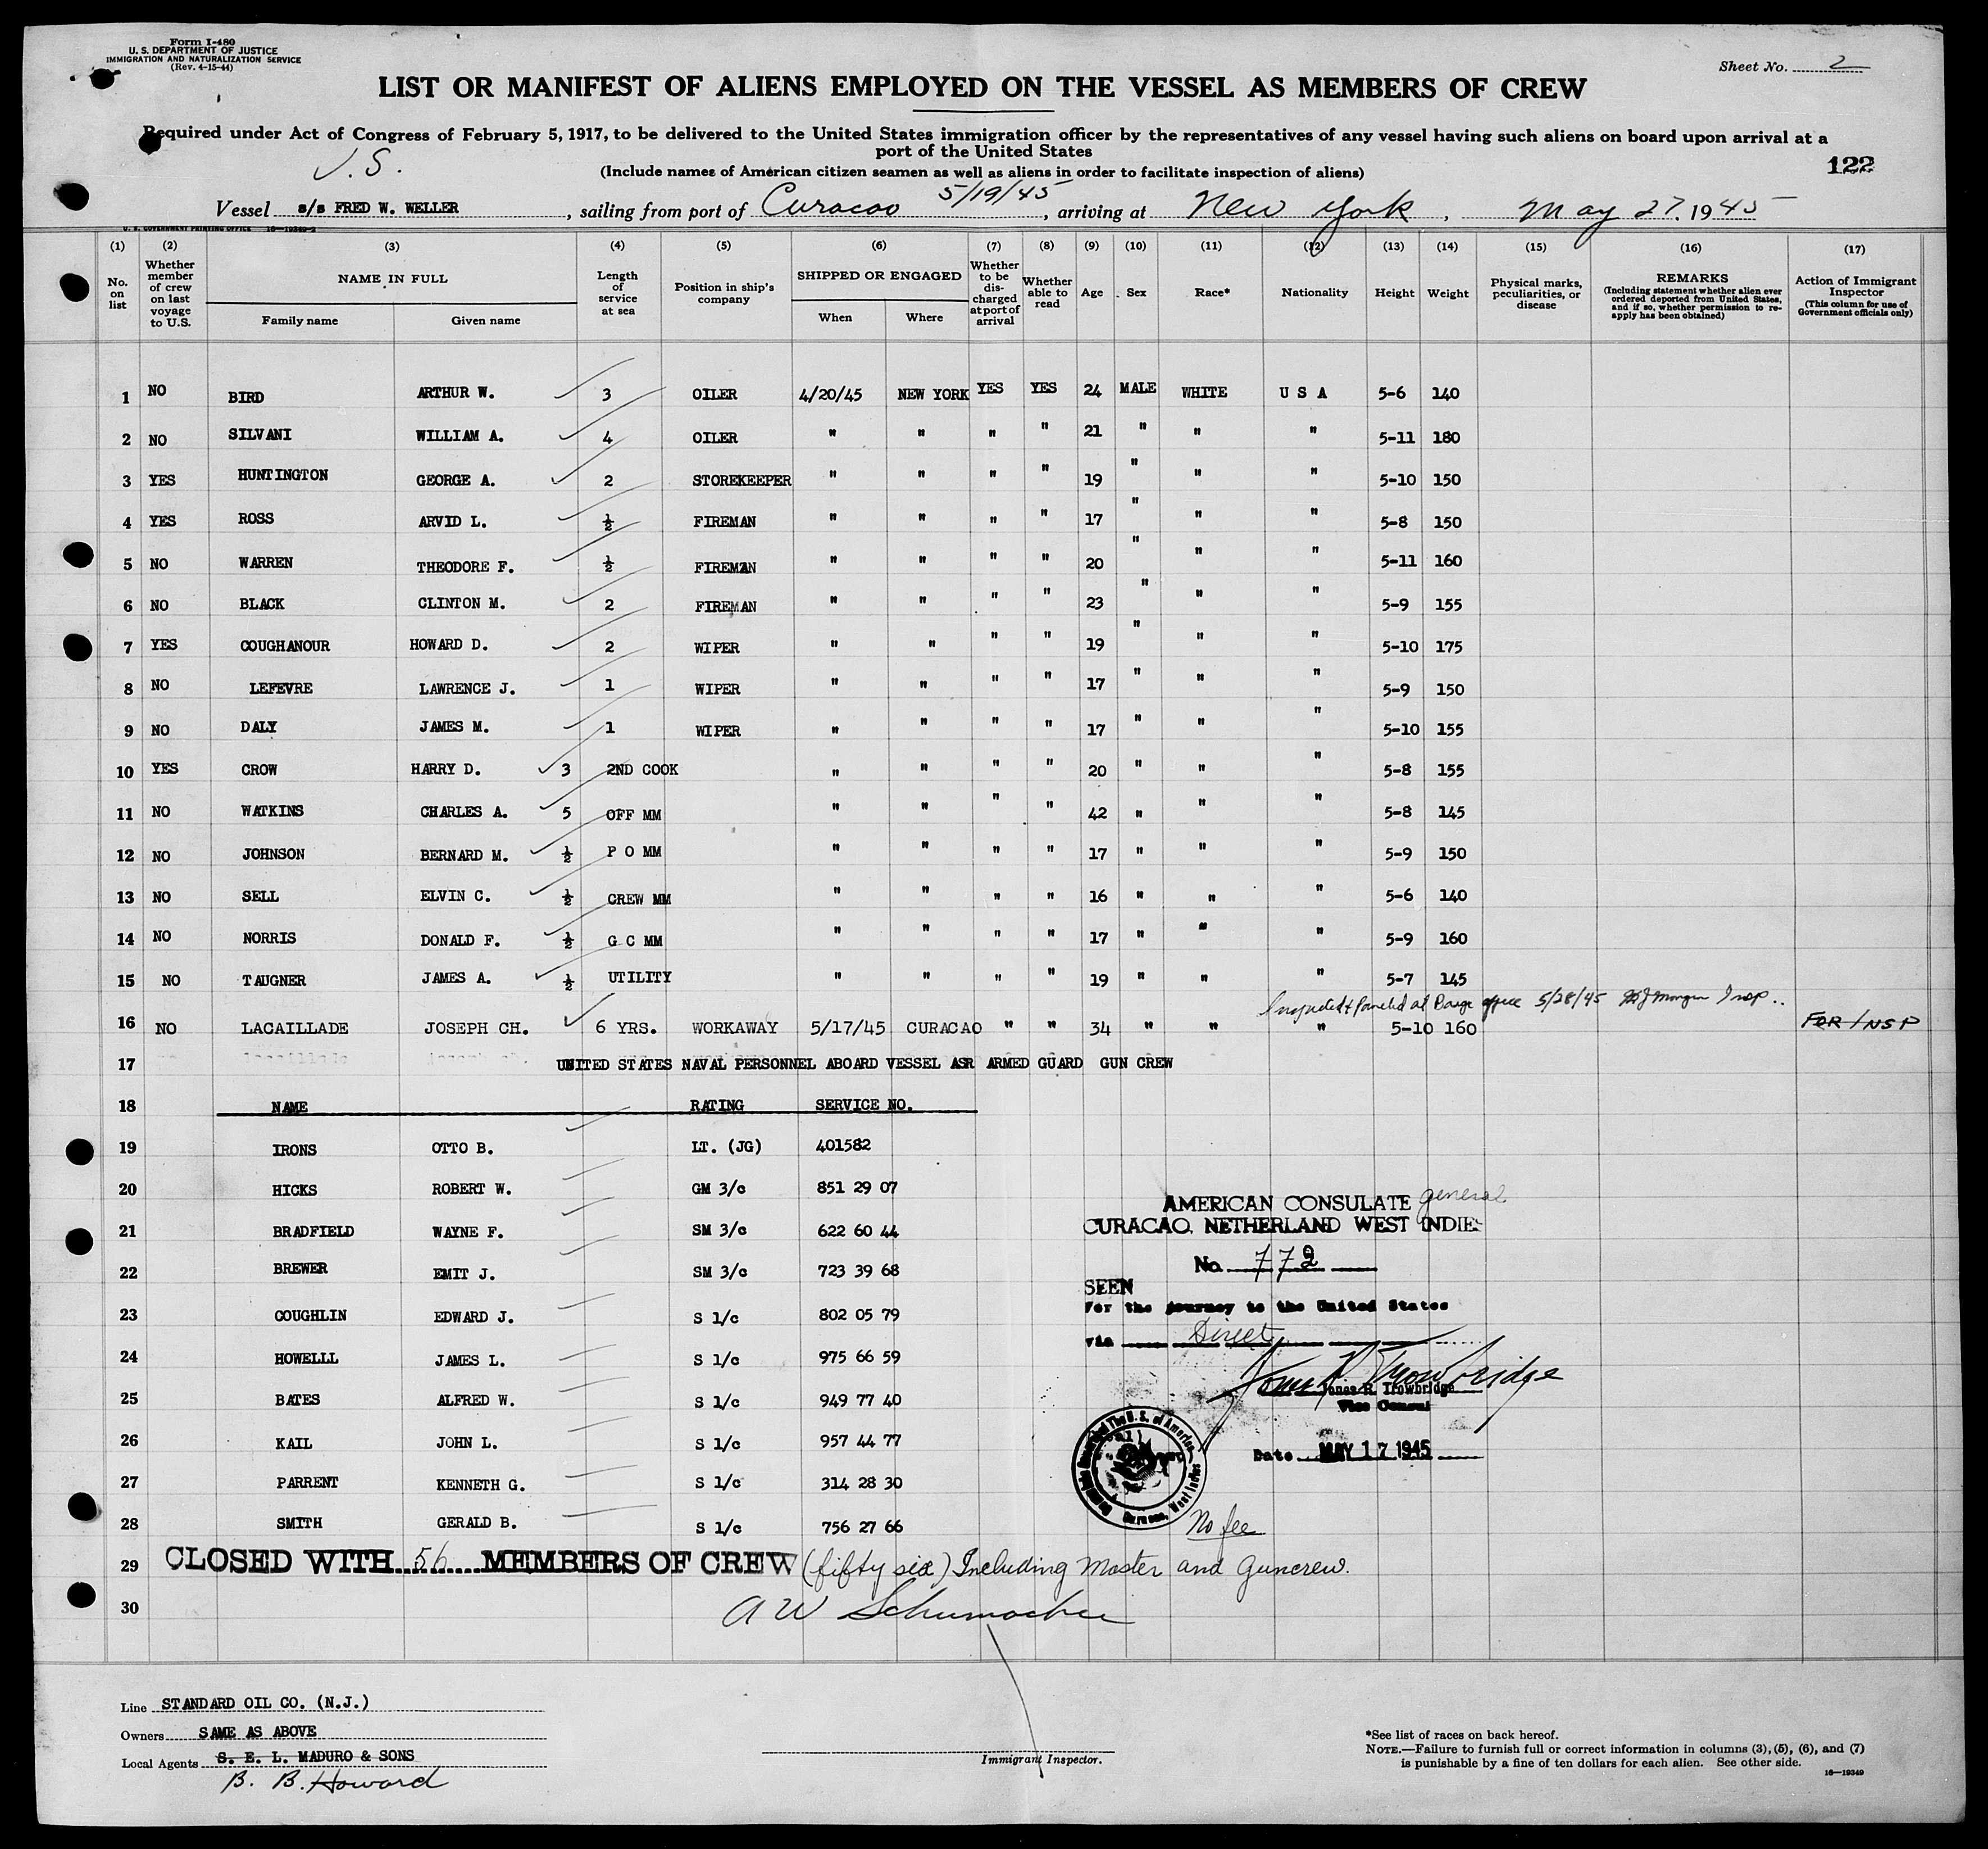 Form I-480
U. S. DEPARTMENT OF JUSTICE
IMMIGRATION AND NATURALIZATION SERVICE
(Rev. 4-15-44)
Sheet No. 2
LIST OR MANIFEST OF ALIENS EMPLOYED ON THE VESSEL AS MEMBERS OF CREW
Required under Act of Congress of February 5, 1917, to be delivered to the United States immigration officer by the representatives of any vessel having such aliens on board upon arrival at a
port of the United States
(Include names of American citizen seamen as well as aliens in order to facilitate inspection of aliens)
122
Vessel s/s FRED W. WELLER, sailing from port of Curacao 5/19/45, arriving at New York, May 27, 1945
U. S. GOVERNMENT PRINTING OFFICE 16—19349-2
(1) (2) (3) (4) (5) (6) (7) (8) (9) (10) (11) (12) (13) (14) (15) (16) (17)
No. on list
Whether member of crew on last voyage to U.S.
NAME IN FULL
Family name
Given name
Length of service at sea
Position in ship's company
SHIPPED OR ENGAGED
When
Where
Whether to be discharged at port of arrival
Whether able to read
Age
Sex
Race*
Nationality
Height
Weight
Physical marks, peculiarities, or disease
REMARKS
(Including statement whether alien ever ordered deported from United States, and if so, whether permission to re-apply has been obtained)
Action of Immigrant Inspector
(This column for use of Government officials only)
1 NO BIRD ARTHUR W. 3 OILER 4/20/45 NEW YORK YES YES 24 MALE WHITE U S A 5-6 140
2 NO SILVANI WILLIAM A. 4 OILER " " " " 21 " " " 5-11 180
3 YES HUNTINGTON GEORGE A. 2 STOREKEEPER " " " " 19 " " " 5-10 150
4 YES ROSS ARVID L. ½ FIREMAN " " " " 17 " " " 5-8 150
5 NO WARREN THEODORE F. ½ FIREMAN " " " " 20 " " " 5-11 160
6 NO BLACK CLINTON M. 2 FIREMAN " " " " 23 " " " 5-9 155
7 YES COUGHANOUR HOWARD D. 2 WIPER " " " " 19 " " " 5-10 175
8 NO LEFEVRE LAWRENCE J. 1 WIPER " " " " 17 " " " 5-9 150
9 NO DALY JAMES M. 1 WIPER " " " " 17 " " " 5-10 155
10 YES CROW HARRY D. 3 2ND COOK " " " " 20 " " " 5-8 155
11 NO WATKINS CHARLES A. 5 OFF MM " " " " 42 " " " 5-8 145
12 NO JOHNSON BERNARD M. ½ P O MM " " " " 17 " " " 5-9 150
13 NO SELL ELVIN C. ½ CREW MM " " " " 16 " " " 5-6 140
14 NO NORRIS DONALD F. ½ G C MM " " " " 17 " " " 5-9 160
15 NO TAUGNER JAMES A. ½ UTILITY " " " " 19 " " " 5-7 145
at Barge office 5/28/45 Insp.
16 NO LACAILLADE JOSEPH CH. 6 YRS. WORKAWAY 5/17/45 CURACAO " " 34 " " " 5-10 160 FOR INSP
17 UNITED STATES NAVAL PERSONNEL ABOARD VESSEL ASR ARMED GUARD GUN CREW
18 NAME RATING SERVICE NO.
19 IRONS OTTO B. LT. (JG) 401582
20 HICKS ROBERT W. GM 3/c 851 29 07
21 BRADFIELD WAYNE F. SM 3/c 622 60 44
22 BREWER EMIT J. SM 3/c 723 39 68
23 COUGHLIN EDWARD J. S 1/c 802 05 79
24 HOWELLL JAMES L. S 1/c 975 66 59
25 BATES ALFRED W. S 1/c 949 77 40
26 KAIL JOHN L. S 1/c 957 44 77
27 PARRENT KENNETH G. S 1/c 314 28 30
28 SMITH GERALD B. S 1/c 756 27 66
AMERICAN CONSULATE general
CURACAO, NETHERLAND WEST INDIES
No. 772
SEEN
For the journey to the United States
via Direct
Jones R. Trowbridge
Vice Consul
Date MAY 17 1945
No fee
29 CLOSED WITH 56 MEMBERS OF CREW (fifty six) Including Master and Guncrew.
30 A W Schumacher
Line STANDARD OIL CO. (N.J.)
Owners SAME AS ABOVE
Local Agents S. E. L. MADURO & SONS
B. B. Howard
Immigrant Inspector.
*See list of races on back hereof.
NOTE.—Failure to furnish full or correct information in columns (3), (5), (6), and (7)
is punishable by a fine of ten dollars for each alien. See other side.
16—19349